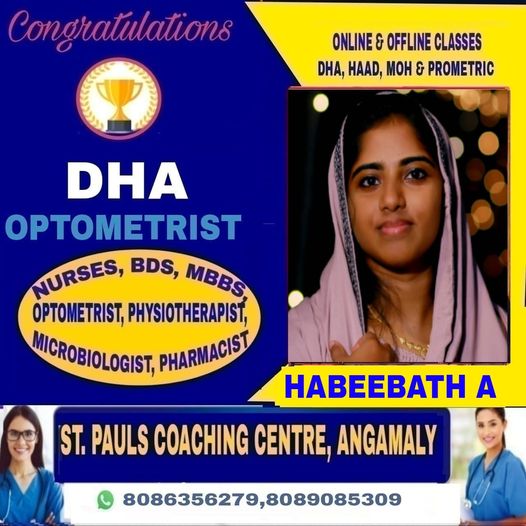 Congratulations
ONLINE & OFFLINE CLASSES
DHA, HAAD, MOH & PROMETRIC
DHA
OPTOMETRIST
NURSES, BDS, MBBS,
OPTOMETRIST, PHYSIOTHERAPIST,
MICROBIOLOGIST, PHARMACIST
HABEEBATH A
ST. PAULS COACHING CENTRE, ANGAMALY
8086356279,8089085309